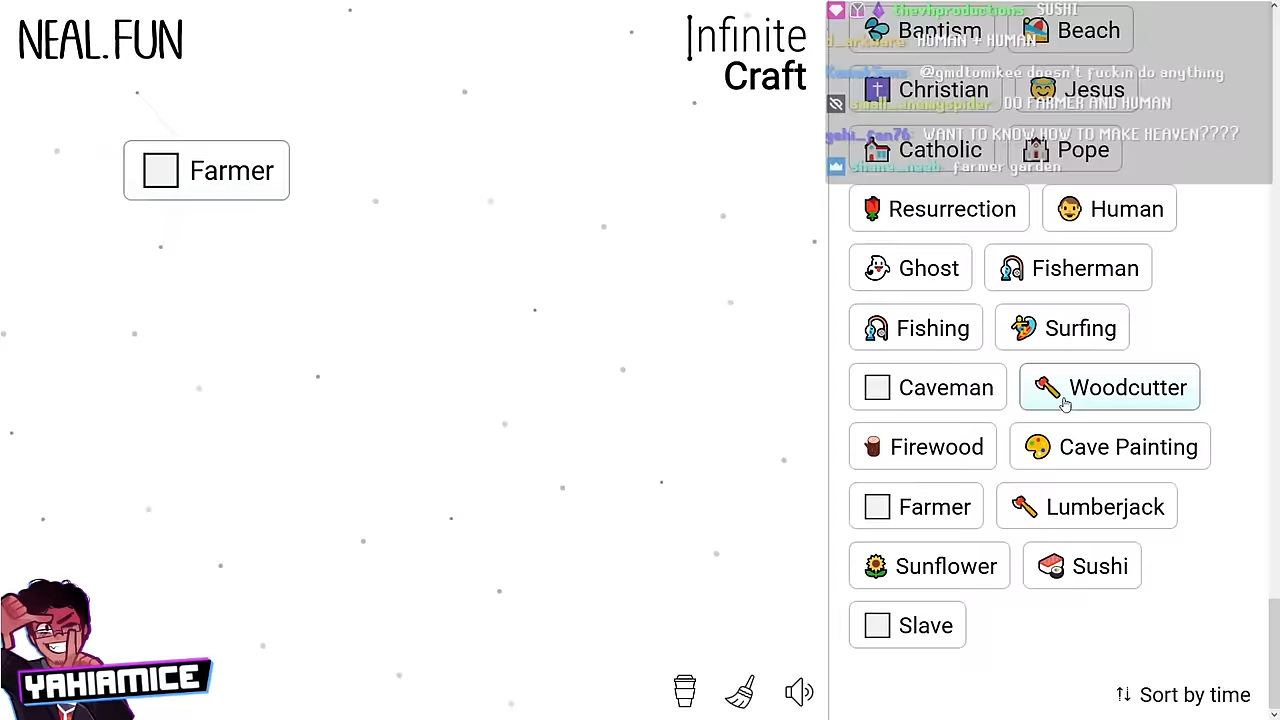 NEAL.FUN
Infinite
Craft
Farmer
thevhproductions SUSHI
Baptism Beach
HUMAN + HUMAN
@gmdtomikee doesn't fuckin do anything
Christian Jesus
DO FARMER AND HUMAN
yahi_fan76 WANT TO KNOW HOW TO MAKE HEAVEN????
Catholic Pope
farmer garden
Resurrection Human
Ghost Fisherman
Fishing Surfing
Caveman Woodcutter
Firewood Cave Painting
Farmer Lumberjack
Sunflower Sushi
Slave
YAHIAMICE
Sort by time